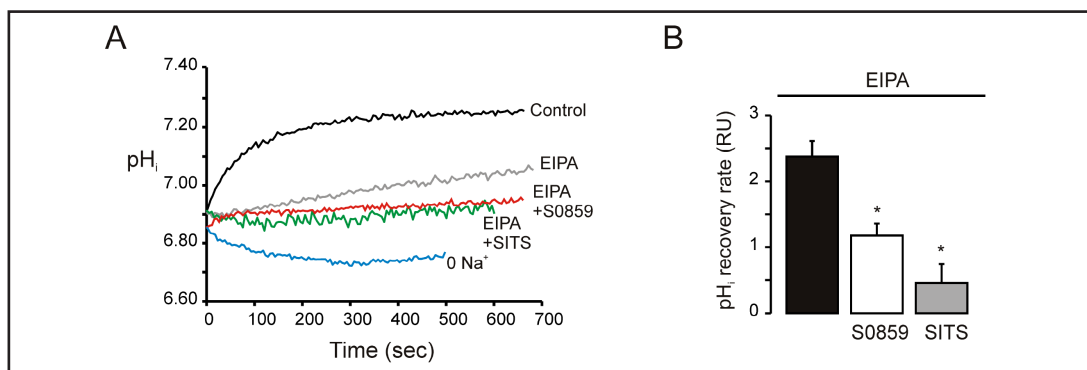 A
7.40
7.20
7.00
6.80
6.60
pHi
0 100 200 300 400 500 600 700
Time (sec)
Control
EIPA
EIPA
+S0859
EIPA
+SITS
0 Na+
B
EIPA
3
2
1
0
pHi recovery rate (RU)
*
*
S0859 SITS